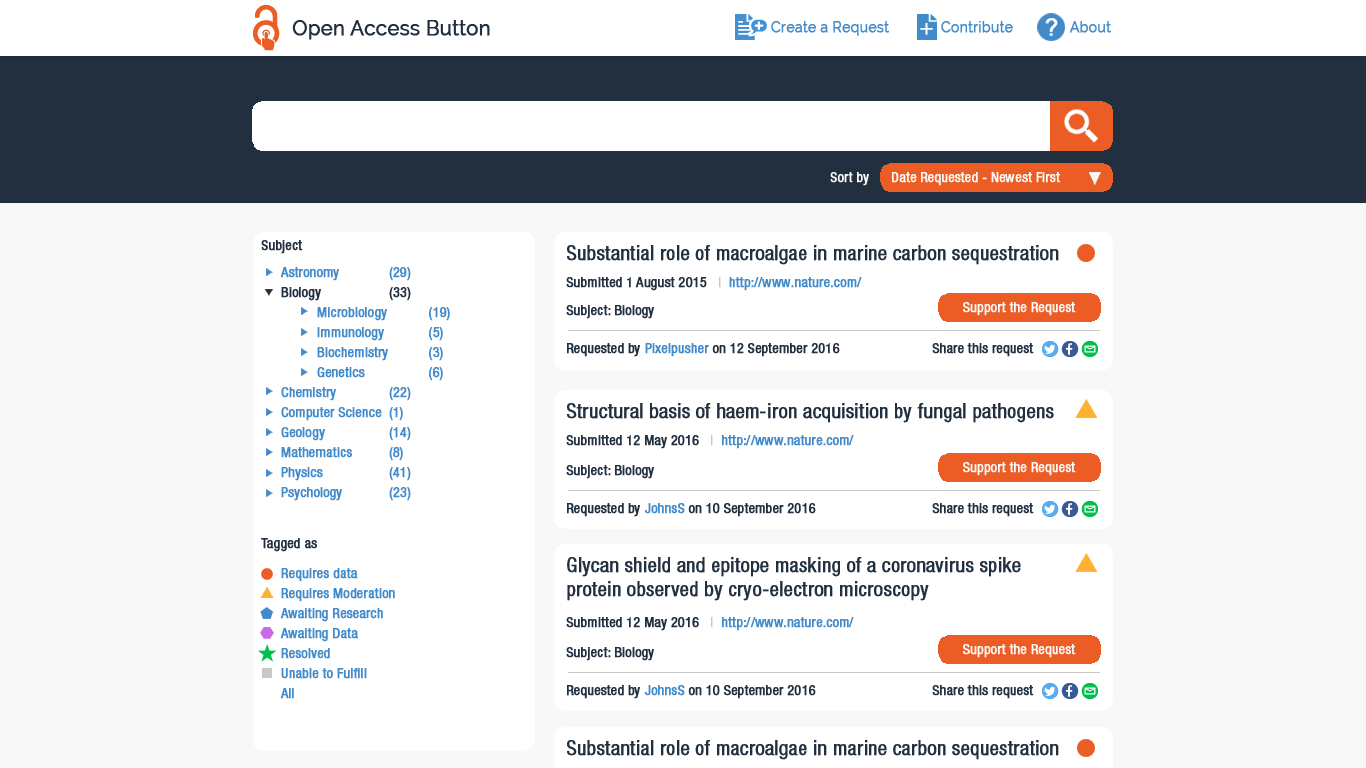 Open Access Button
Create a Request
Contribute
? About
Sort by
Date Requested - Newest First
Subject
Astronomy (29)
Biology (33)
Microbiology (19)
Immunology (5)
Biochemistry (3)
Genetics (6)
Chemistry (22)
Computer Science (1)
Geology (14)
Mathematics (8)
Physics (41)
Psychology (23)
Tagged as
Requires data
Requires Moderation
Awaiting Research
Awaiting Data
Resolved
Unable to Fulfill
All
Substantial role of macroalgae in marine carbon sequestration
Submitted 1 August 2015 | http://www.nature.com/
Subject: Biology
Support the Request
Requested by Pixelpusher on 12 September 2016
Share this request
Structural basis of haem-iron acquisition by fungal pathogens
Submitted 12 May 2016 | http://www.nature.com/
Subject: Biology
Support the Request
Requested by JohnsS on 10 September 2016
Share this request
Glycan shield and epitope masking of a coronavirus spike
protein observed by cryo-electron microscopy
Submitted 12 May 2016 | http://www.nature.com/
Subject: Biology
Support the Request
Requested by JohnsS on 10 September 2016
Share this request
Substantial role of macroalgae in marine carbon sequestration